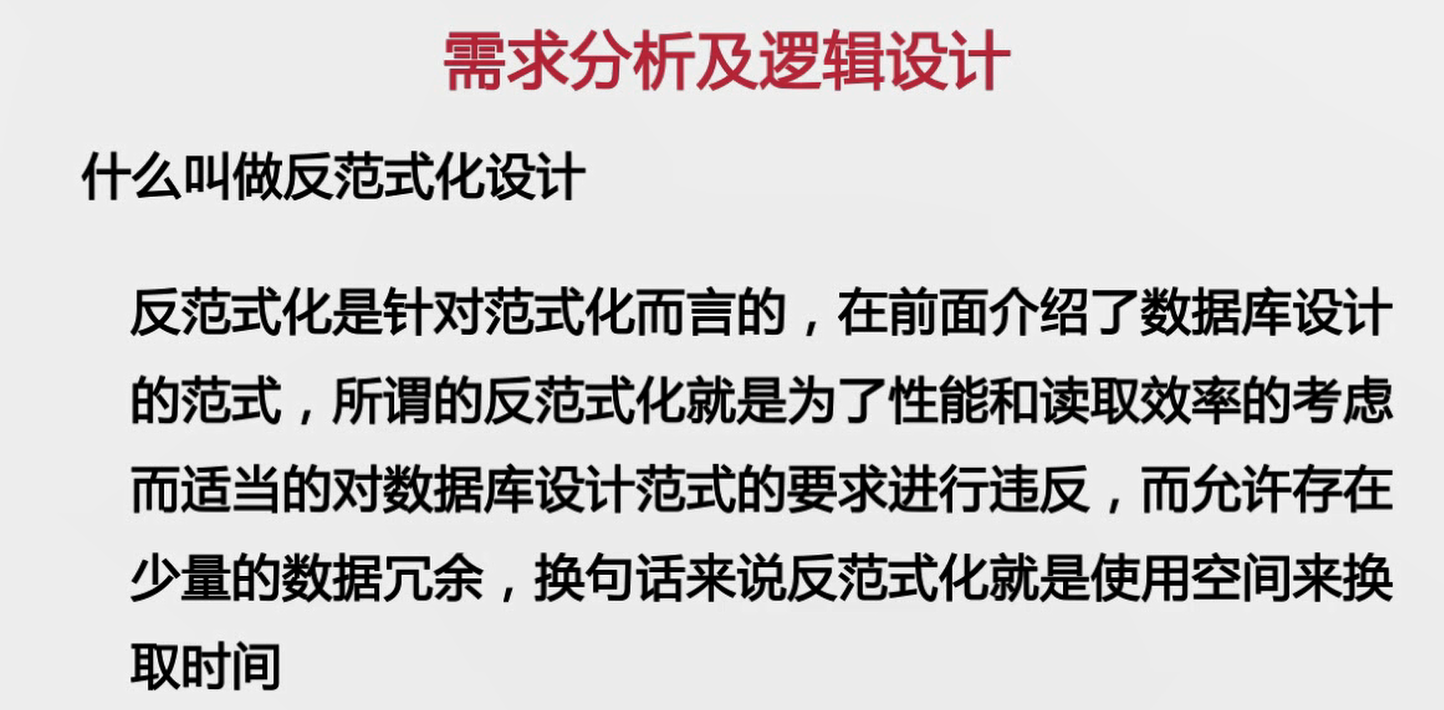 需求分析及逻辑设计
什么叫做反范式化设计
反范式化是针对范式化而言的，在前面介绍了数据库设计
的范式，所谓的反范式化就是为了性能和读取效率的考虑
而适当的对数据库设计范式的要求进行违反，而允许存在
少量的数据冗余，换句话来说反范式化就是使用空间来换
取时间